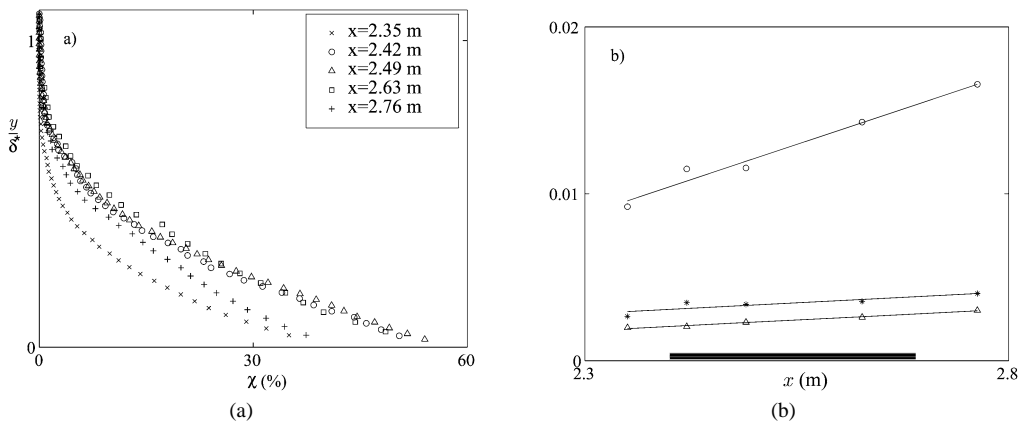 a)
1
× x=2.35 m
○ x=2.42 m
△ x=2.49 m
□ x=2.63 m
+ x=2.76 m
y
δ*
0
0
30
60
χ (%)
(a)
0.02
b)
0.01
0
2.3
x (m)
2.8
(b)